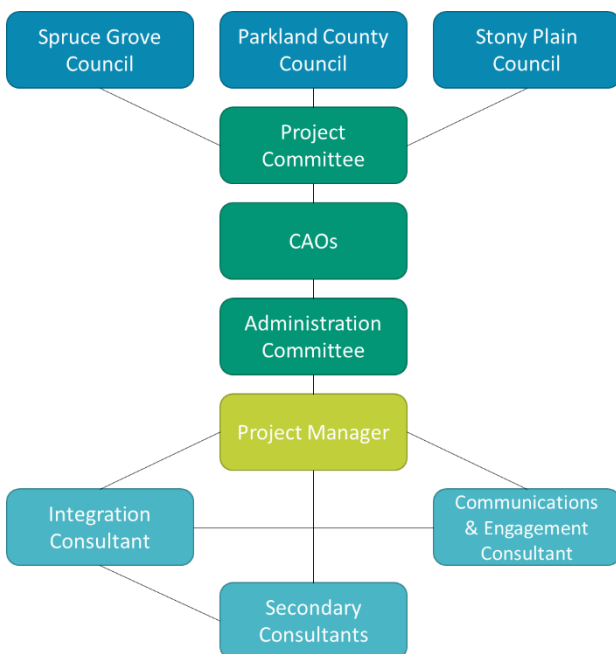 Spruce Grove
Council
Parkland County
Council
Stony Plain
Council
Project
Committee
CAOs
Administration
Committee
Project Manager
Integration
Consultant
Communications
& Engagement
Consultant
Secondary
Consultants